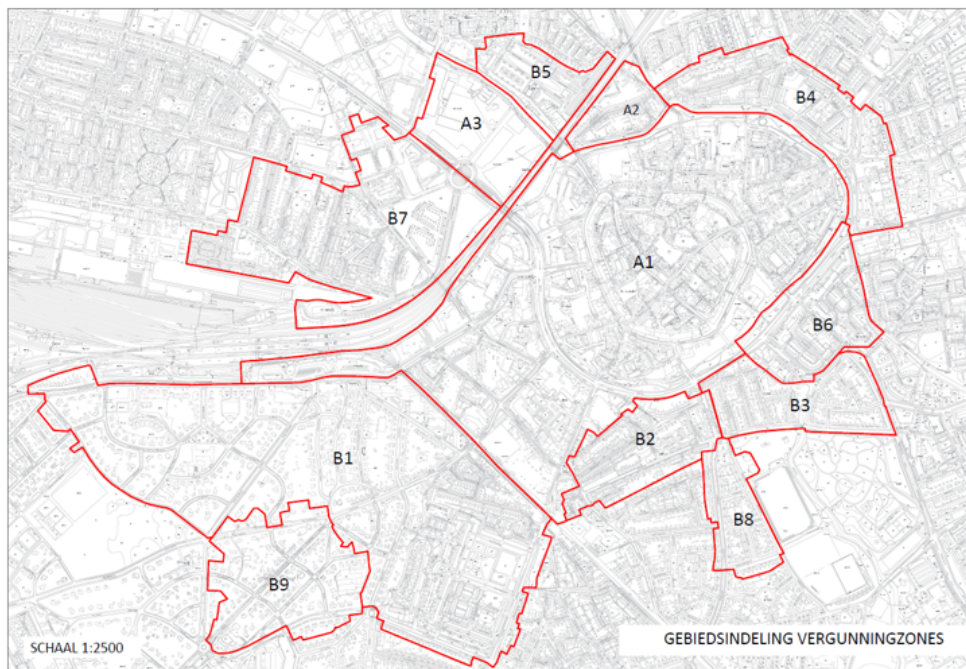 B5
B4
A2
A3
B7
A1
B6
B3
B2
B1
B8
B9
SCHAAL 1:2500
GEBIEDSINDELING VERGUNNINGZONES